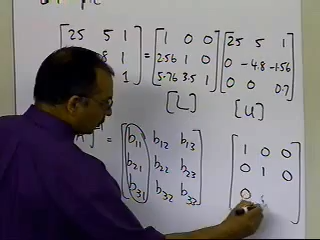 25 5 1 = 1 0 0 25 5 1
8 1 2.56 1 0 0 -4.8 -1.56
1 5.76 3.5 1 0 0 0.7
[L] [U]
= b11 b12 b13 1 0 0
b21 b22 b23 0 1 0
b31 b32 b32 0